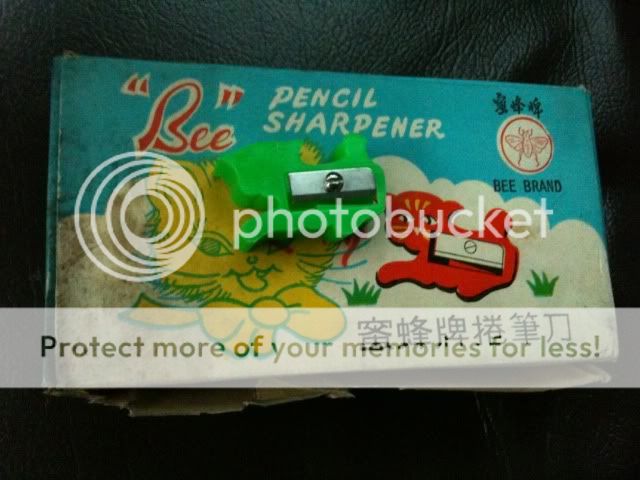 "Bee"
PENCIL
SHARPENER
蜜蜂牌
BEE BRAND
photobucket
蜜蜂牌捲筆刀
Protect more of your memories for less!